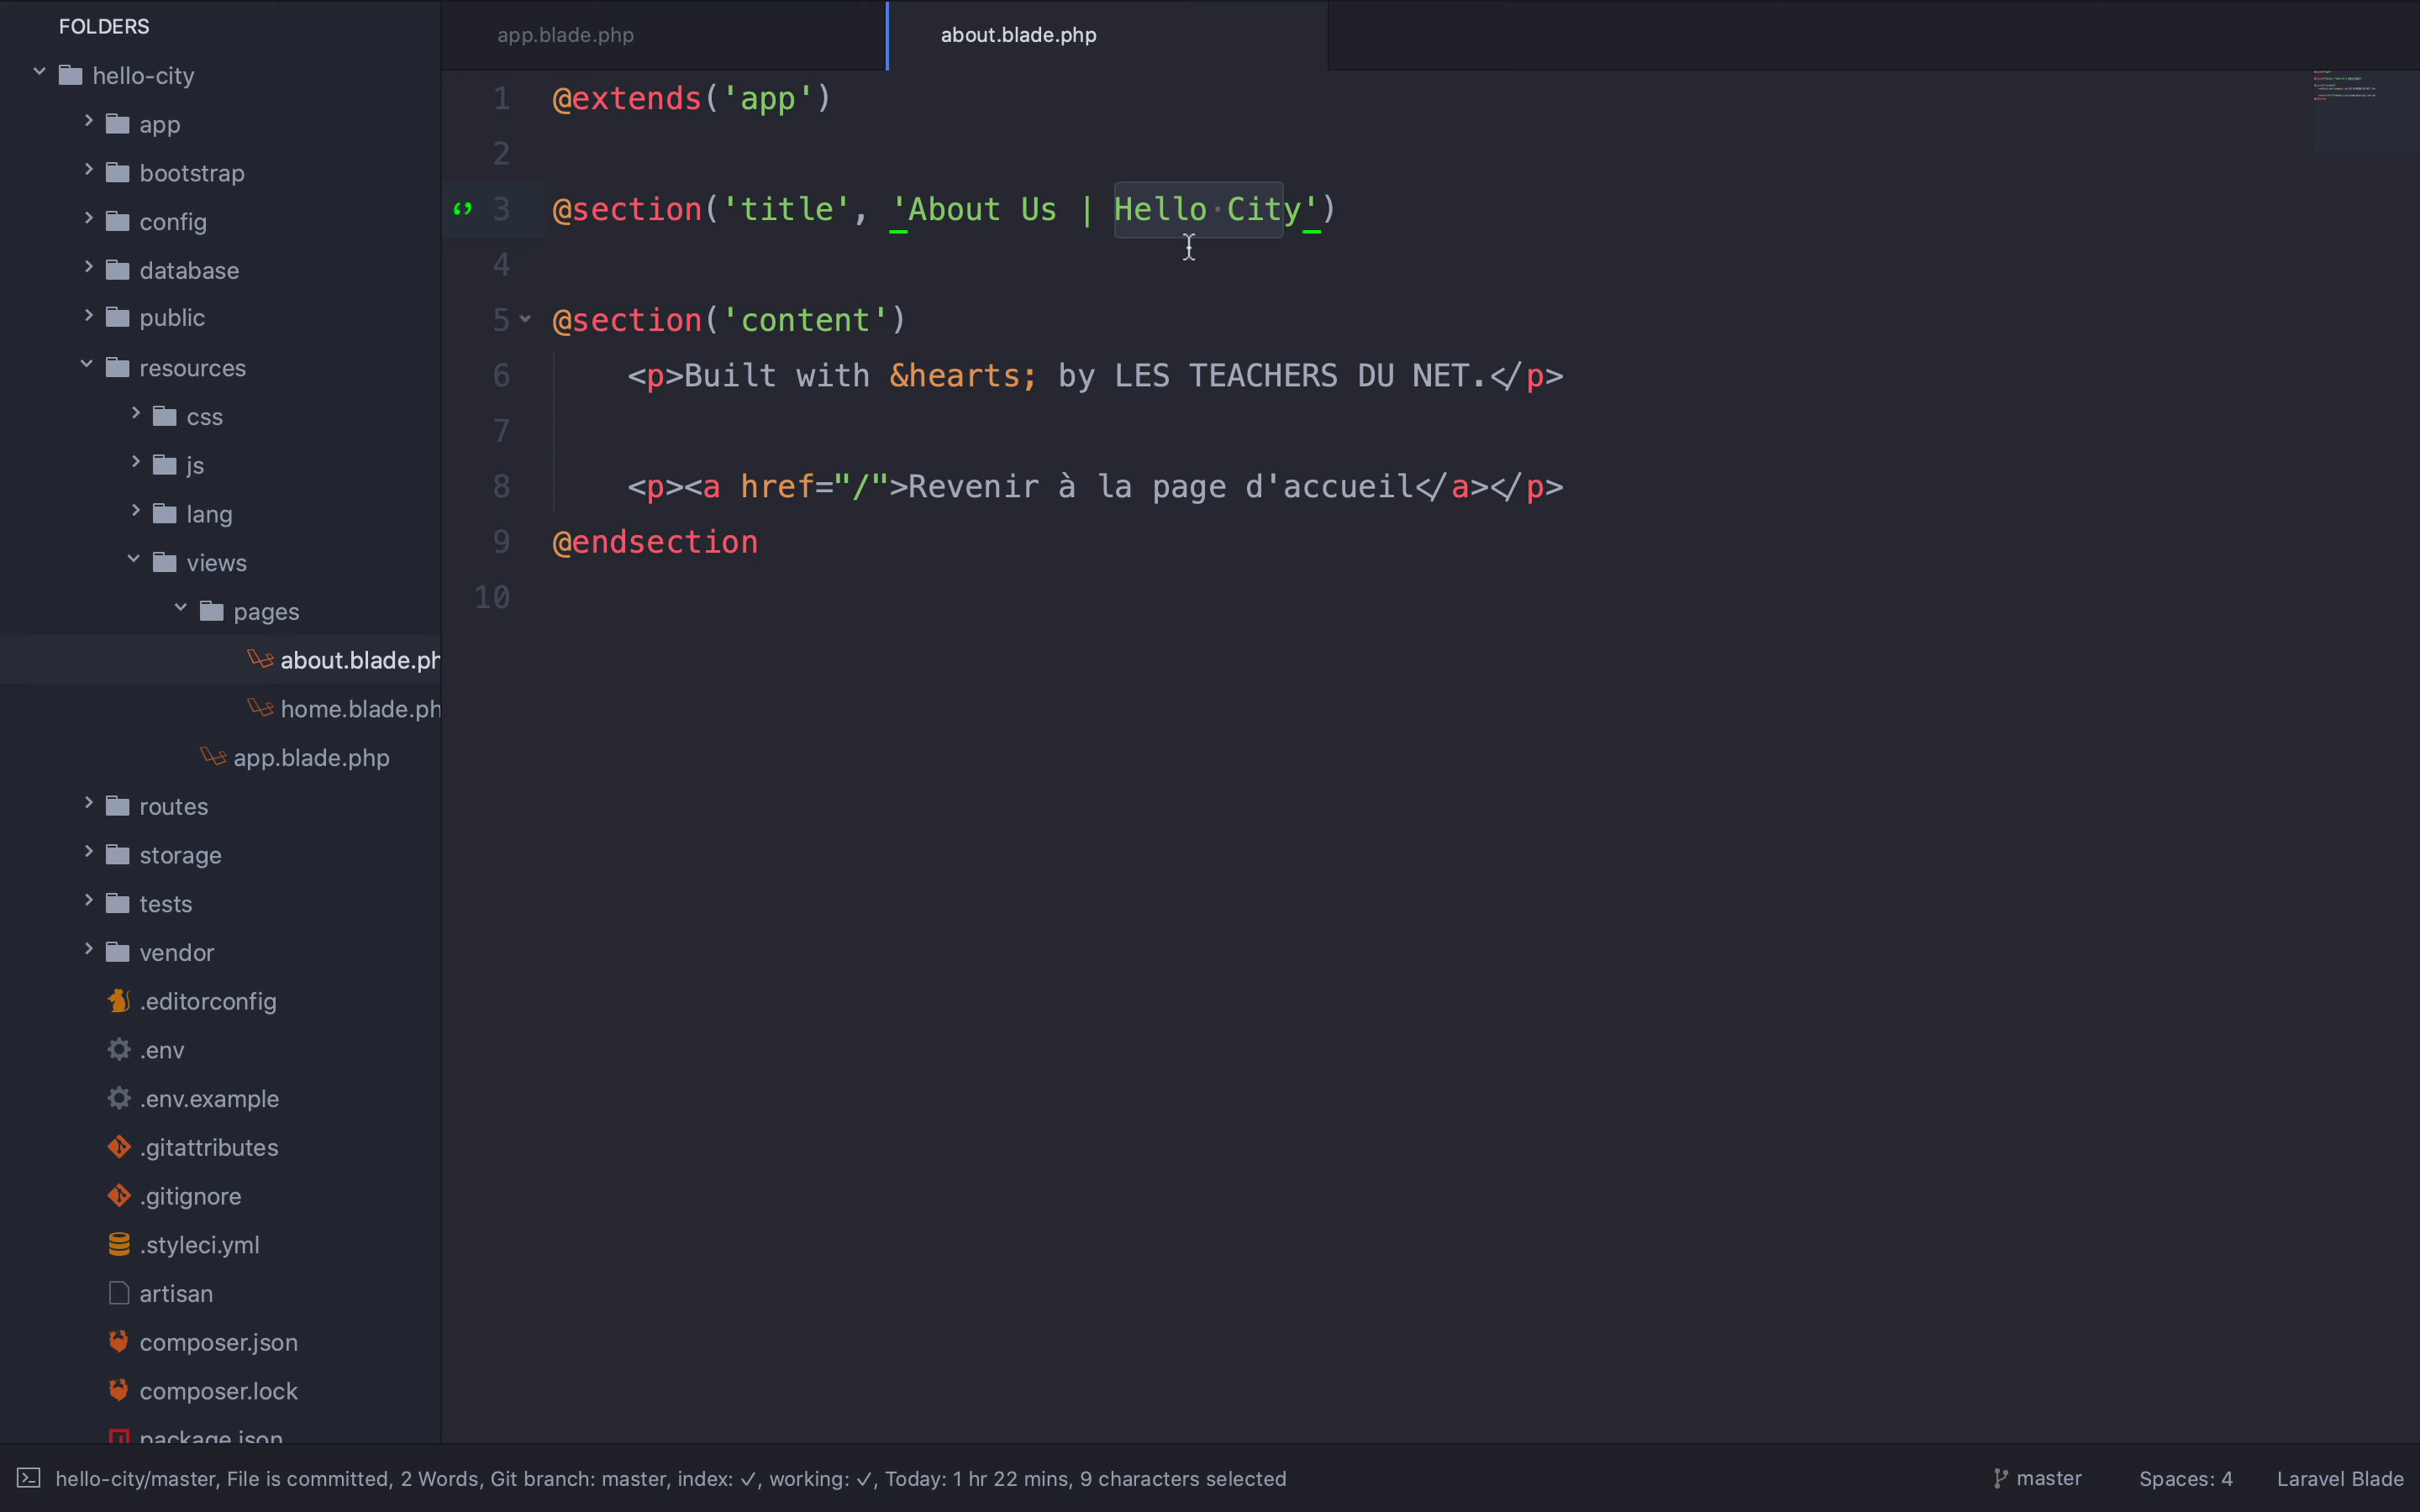 FOLDERS
hello-city
app
bootstrap
config
database
public
resources
css
js
lang
views
pages
about.blade.ph
home.blade.ph
app.blade.php
routes
storage
tests
vendor
.editorconfig
.env
.env.example
.gitattributes
.gitignore
.styleci.yml
artisan
composer.json
composer.lock
package.json
app.blade.php
about.blade.php
1 @extends('app')
2
3 @section('title', 'About Us | Hello City')
4
5 @section('content')
6 <p>Built with &hearts; by LES TEACHERS DU NET.</p>
7
8 <p><a href="/">Revenir à la page d'accueil</a></p>
9 @endsection
10
hello-city/master, File is committed, 2 Words, Git branch: master, index: ✓, working: ✓, Today: 1 hr 22 mins, 9 characters selected
master
Spaces: 4
Laravel Blade